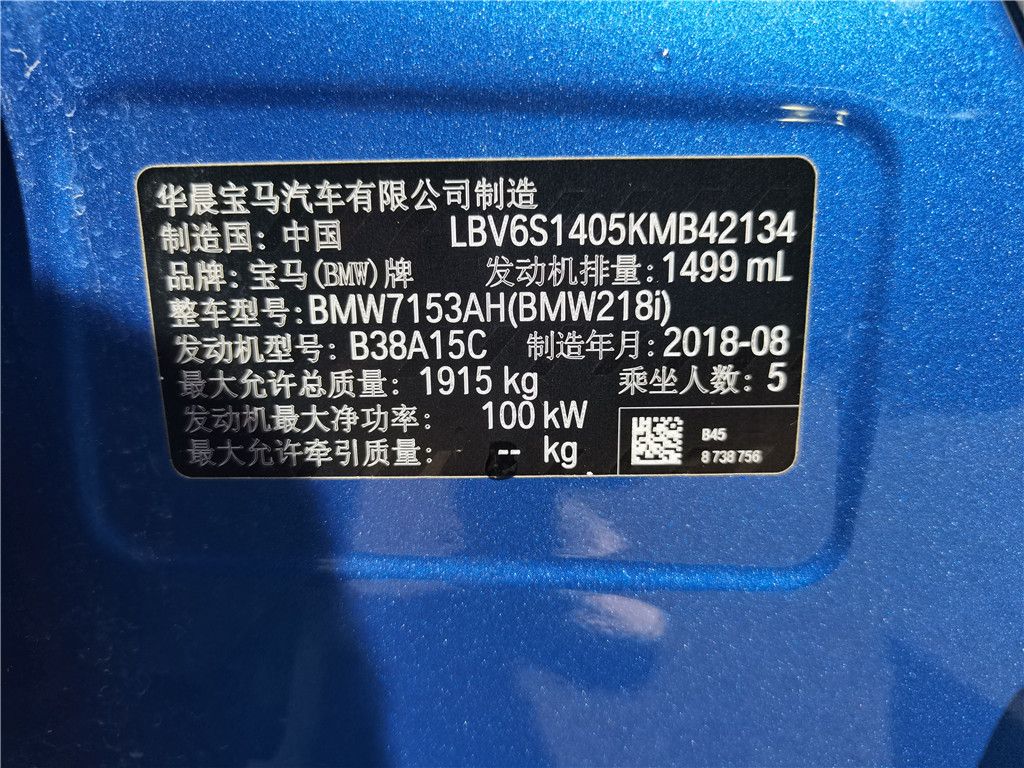 华晨宝马汽车有限公司制造
制造国：中国 LBV6S1405KMB42134
品牌：宝马(BMW)牌 发动机排量：1499 mL
整车型号：BMW7153AH(BMW218i)
发动机型号：B38A15C 制造年月：2018-08
最大允许总质量：1915 kg 乘坐人数：5
发动机最大净功率：100 kW
最大允许牵引质量：-- kg
B45
8 738 756